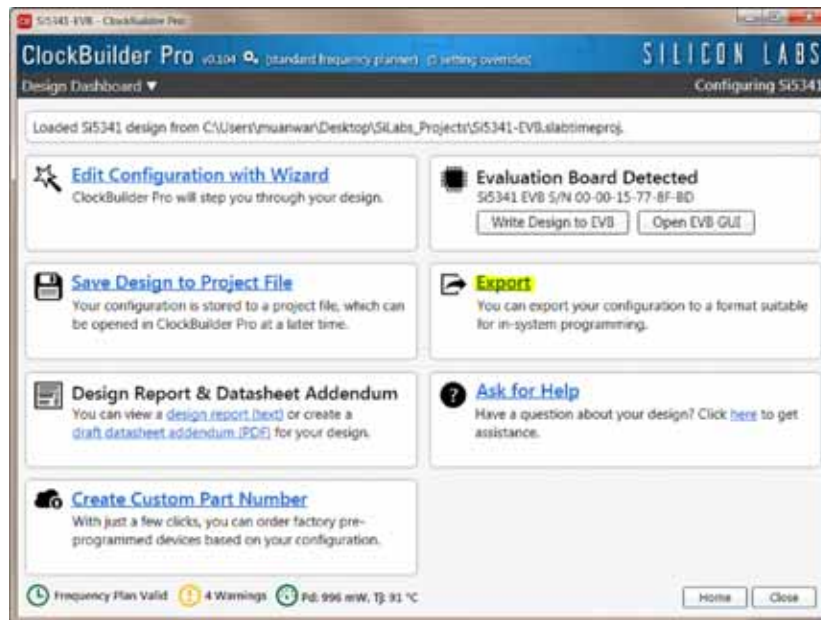 Si5341-EVB - ClockBuilder Pro
ClockBuilder Pro v0.104 (standard frequency planner) (5 setting overrides) SILICON LABS
Design Dashboard ▼ Configuring Si5341
Loaded Si5341 design from C:\Users\muanwar\Desktop\SiLabs_Projects\Si5341-EVB.slabtimeproj.
Edit Configuration with Wizard
ClockBuilder Pro will step you through your design.
Evaluation Board Detected
Si5341 EVB S/N 00-00-15-77-8F-BD
Write Design to EVB Open EVB GUI
Save Design to Project File
Your configuration is stored to a project file, which can
be opened in ClockBuilder Pro at a later time.
Export
You can export your configuration to a format suitable
for in-system programming.
Design Report & Datasheet Addendum
You can view a design report (text) or create a
draft datasheet addendum (PDF) for your design.
Ask for Help
Have a question about your design? Click here to get
assistance.
Create Custom Part Number
With just a few clicks, you can order factory pre-
programmed devices based on your configuration.
Frequency Plan Valid 4 Warnings Pd: 996 mW, Tj: 91 °C
Home Close